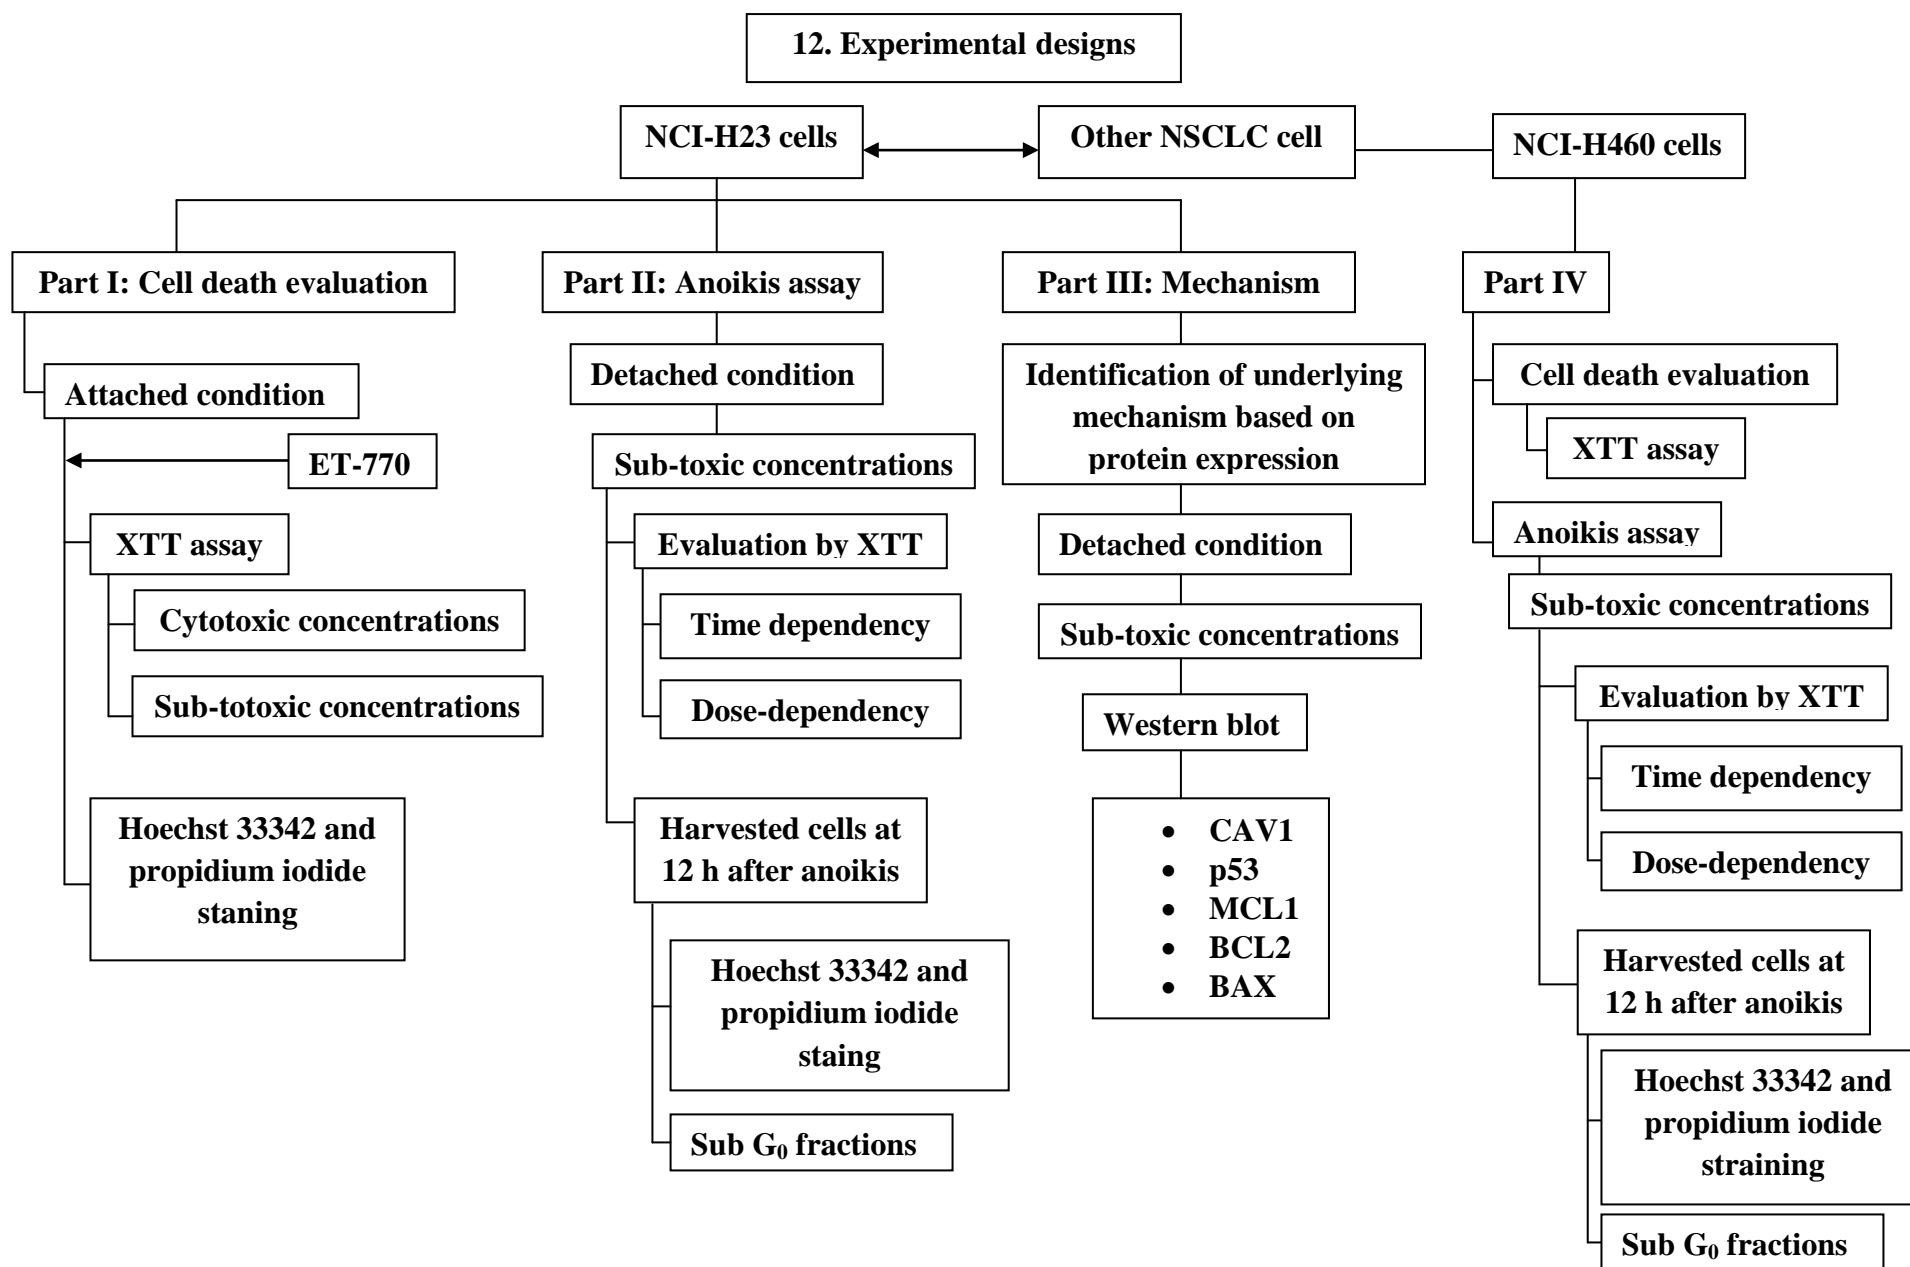 12. Experimental designs
NCI-H23 cells
Other NSCLC cell
NCI-H460 cells
Part I: Cell death evaluation
Attached condition
ET-770
XTT assay
Cytotoxic concentrations
Sub-totoxic concentrations
Hoechst 33342 and
propidium iodide
staning
Part II: Anoikis assay
Detached condition
Sub-toxic concentrations
Evaluation by XTT
Time dependency
Dose-dependency
Harvested cells at
12 h after anoikis
Hoechst 33342 and
propidium iodide
staing
Sub G₀ fractions
Part III: Mechanism
Identification of underlying
mechanism based on
protein expression
Detached condition
Sub-toxic concentrations
Western blot
• CAV1
• p53
• MCL1
• BCL2
• BAX
Part IV
Cell death evaluation
XTT assay
Anoikis assay
Sub-toxic concentrations
Evaluation by XTT
Time dependency
Dose-dependency
Harvested cells at
12 h after anoikis
Hoechst 33342 and
propidium iodide
straining
Sub G₀ fractions